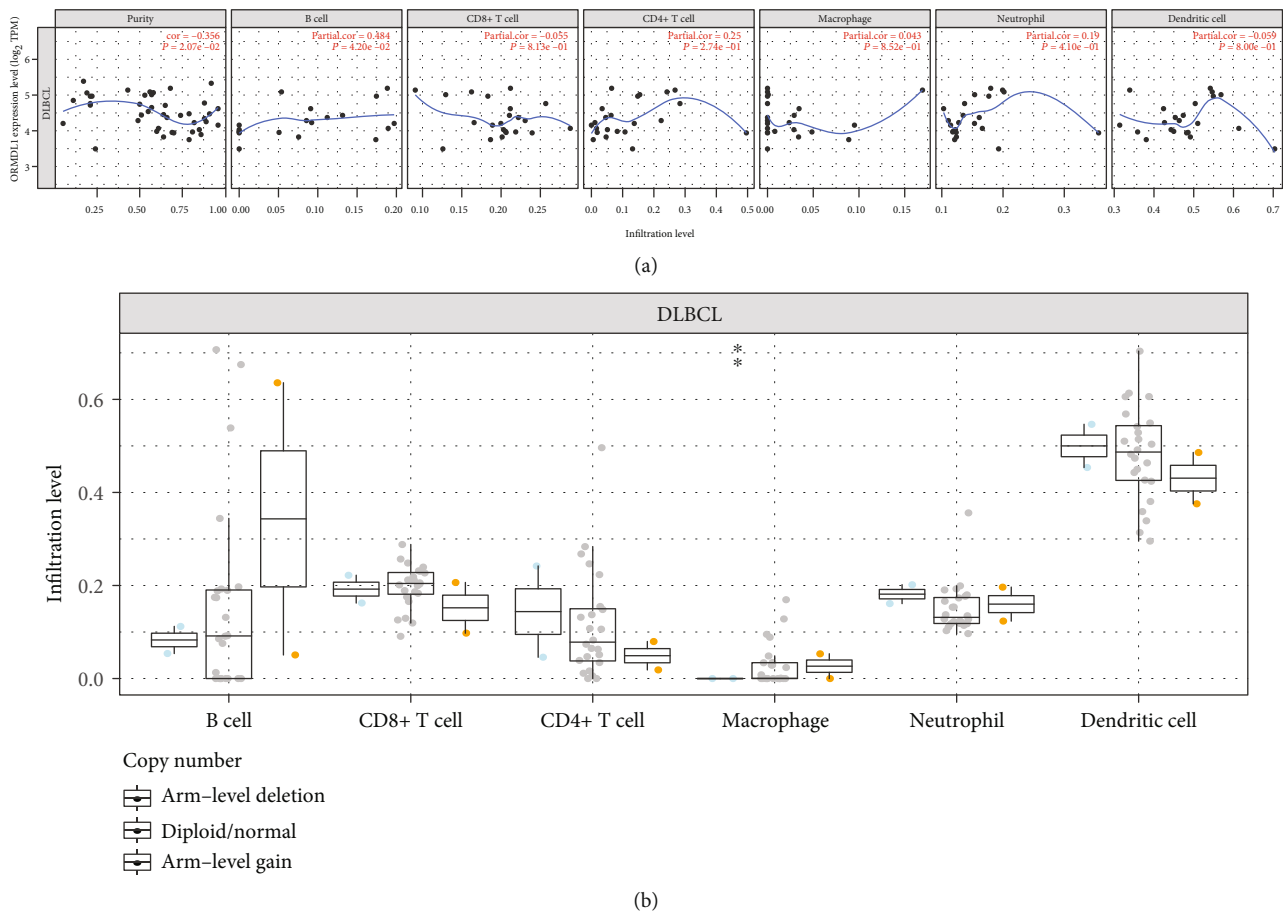 Purity
B cell
CD8+ T cell
CD4+ T cell
Macrophage
Neutrophil
Dendritic cell
cor = −0.356
P = 2.07e −02
Partial.cor = 0.484
P = 4.20e −02
Partial.cor = −0.055
P = 8.13e −01
Partial.cor = 0.25
P = 2.74e −01
Partial.cor = 0.043
P = 8.52e −01
Partial.cor = 0.19
P = 4.10e −01
Partial.cor = −0.059
P = 8.00e −01
ORMDL1 expression level (log2 TPM)
DLBCL
6
5
4
3
0.25 0.50 0.75 1.00
0.00 0.05 0.10 0.15 0.20
0.10 0.15 0.20 0.25
0.0 0.1 0.2 0.3 0.4 0.5
0.00 0.05 0.10 0.15
0.1 0.2 0.3
0.3 0.4 0.5 0.6 0.7
Infiltration level
(a)
DLBCL
*
*
Infiltration level
0.6
0.4
0.2
0.0
B cell
CD8+ T cell
CD4+ T cell
Macrophage
Neutrophil
Dendritic cell
Copy number
Arm–level deletion
Diploid/normal
Arm–level gain
(b)